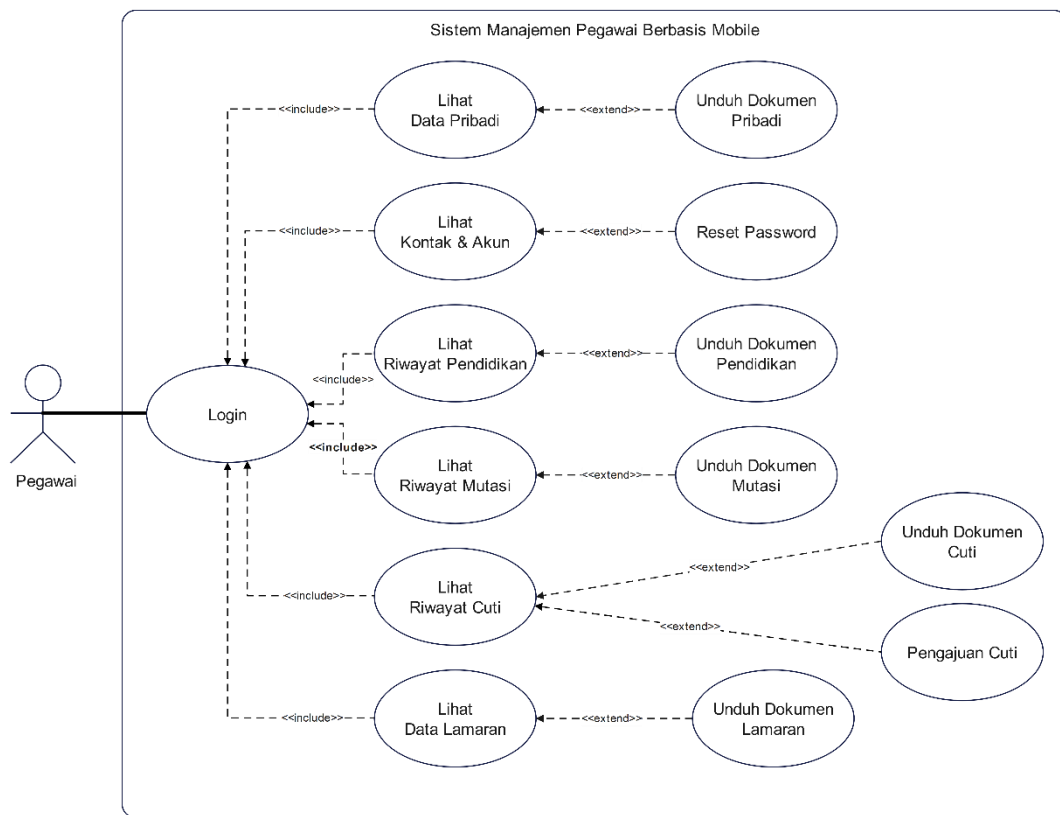 Sistem Manajemen Pegawai Berbasis Mobile
Lihat
Data Pribadi
<<include>>
<<extend>>
Unduh Dokumen
Pribadi
Lihat
Kontak & Akun
<<include>>
<<extend>>
Reset Password
Lihat
Riwayat Pendidikan
<<include>>
<<extend>>
Unduh Dokumen
Pendidikan
Login
Pegawai
<<include>>
Lihat
Riwayat Mutasi
<<extend>>
Unduh Dokumen
Mutasi
Lihat
Riwayat Cuti
<<include>>
<<extend>>
Unduh Dokumen
Cuti
<<extend>>
Pengajuan Cuti
Lihat
Data Lamaran
<<include>>
<<extend>>
Unduh Dokumen
Lamaran